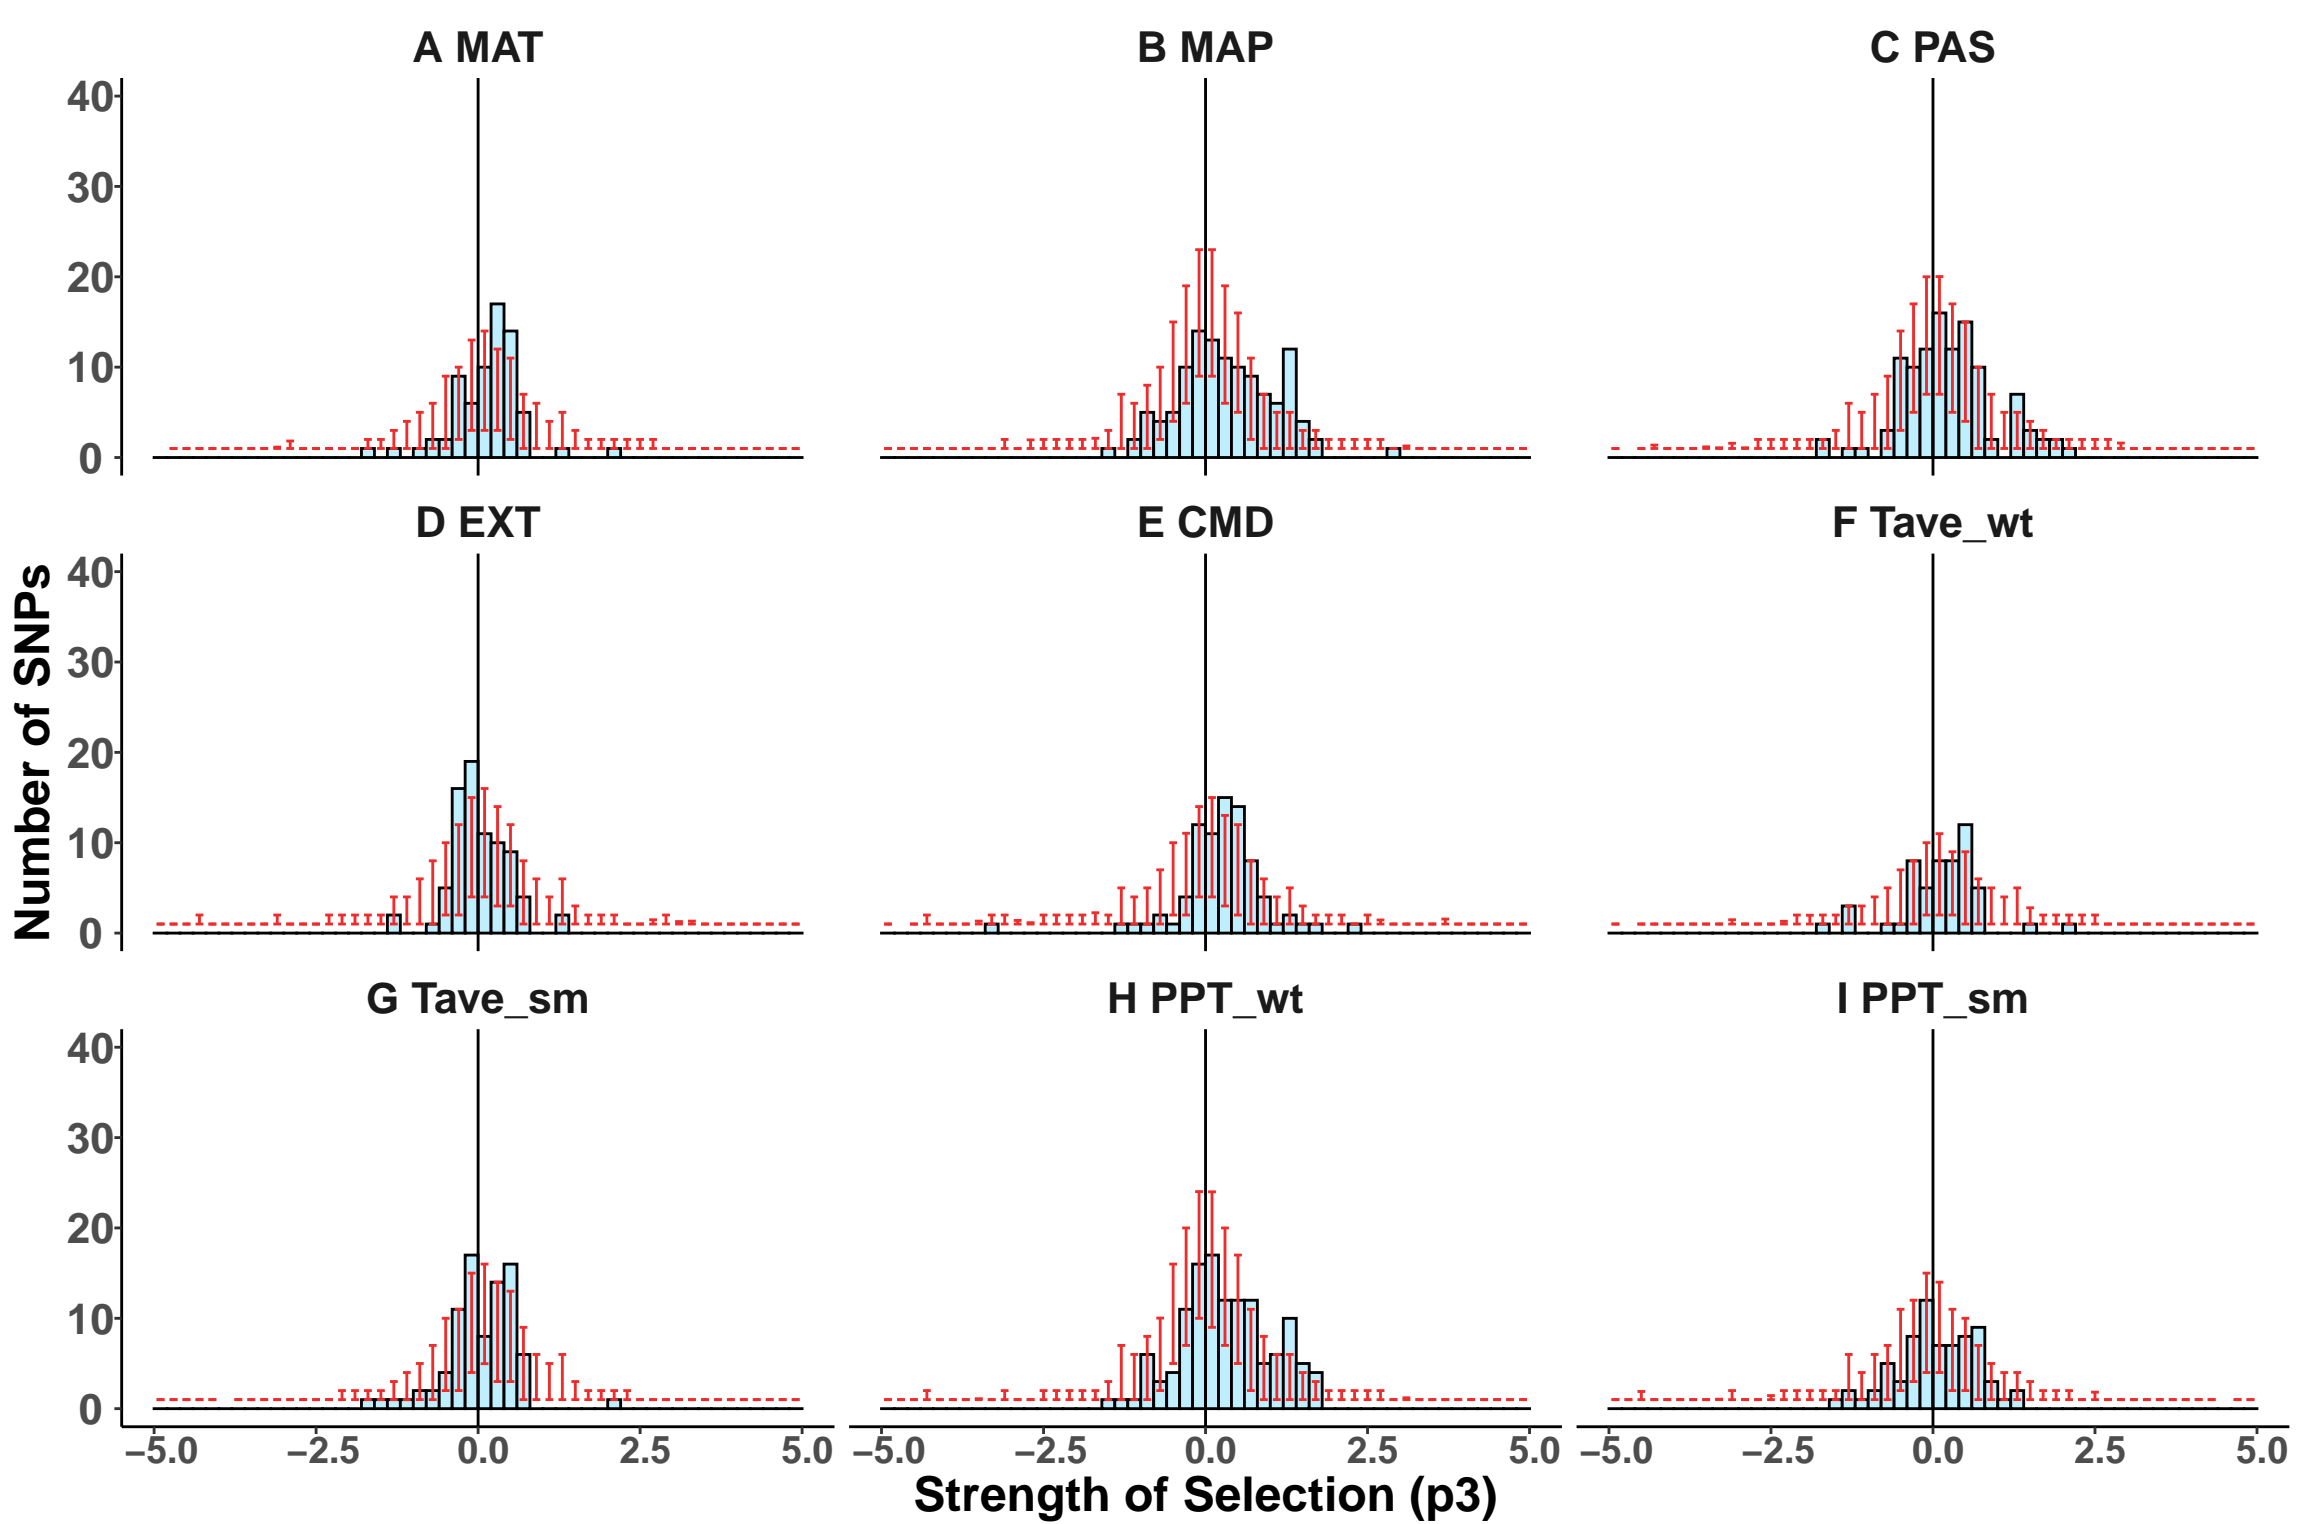 A MAT
B MAP
C PAS
40
30
20
10
0
D EXT
E CMD
F Tave_wt
40
30
20
10
0
G Tave_sm
H PPT_wt
I PPT_sm
40
30
20
10
0
Number of SNPs
−5.0 −2.5 0.0 2.5 5.0
−5.0 −2.5 0.0 2.5 5.0
−5.0 −2.5 0.0 2.5 5.0
Strength of Selection (p3)